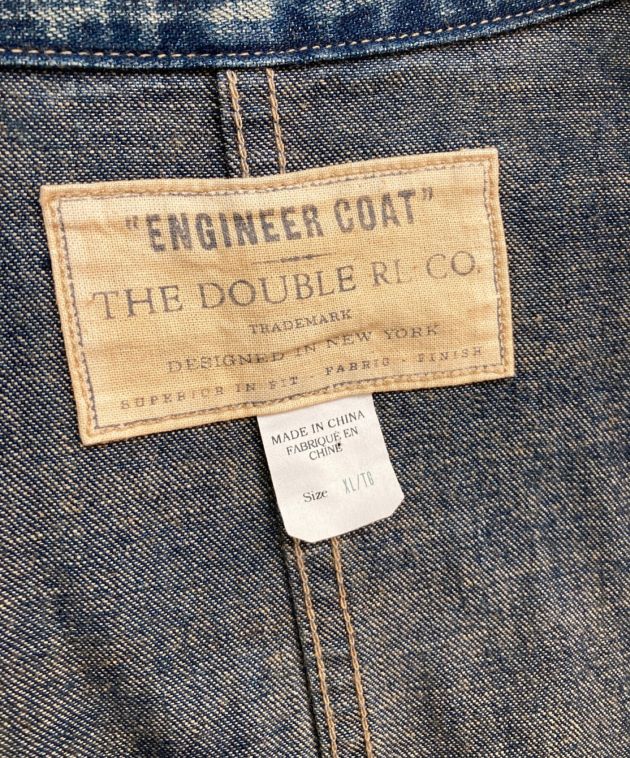 "ENGINEER COAT"
THE DOUBLE RL CO.
TRADEMARK
DESIGNED IN NEW YORK
SUPERIOR IN FIT · FABRIC · FINISH
MADE IN CHINA
FABRIQUE EN
CHINE
Size XL/TG